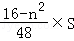 16-n²
48 × S